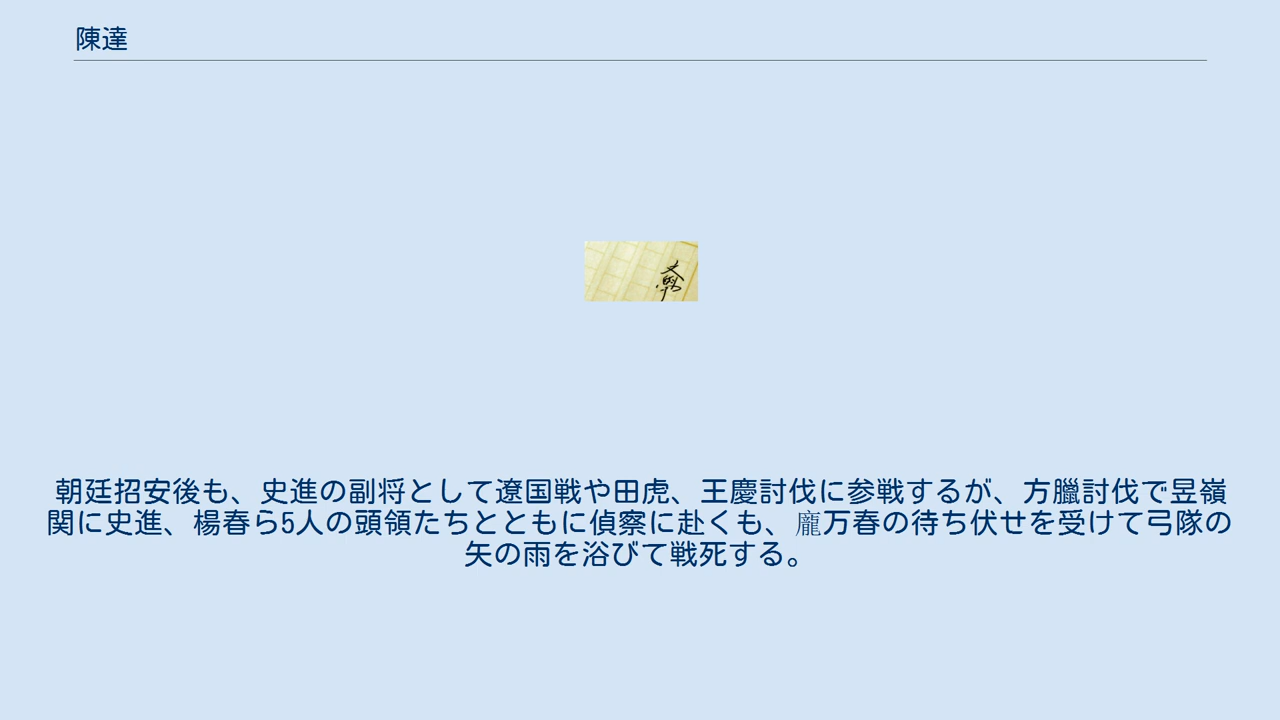 陳達
朝廷招安後も、史進の副将として遼国戦や田虎、王慶討伐に参戦するが、方臘討伐で昱嶺
関に史進、楊春ら5人の頭領たちとともに偵察に赴くも、龐万春の待ち伏せを受けて弓隊の
矢の雨を浴びて戦死する。